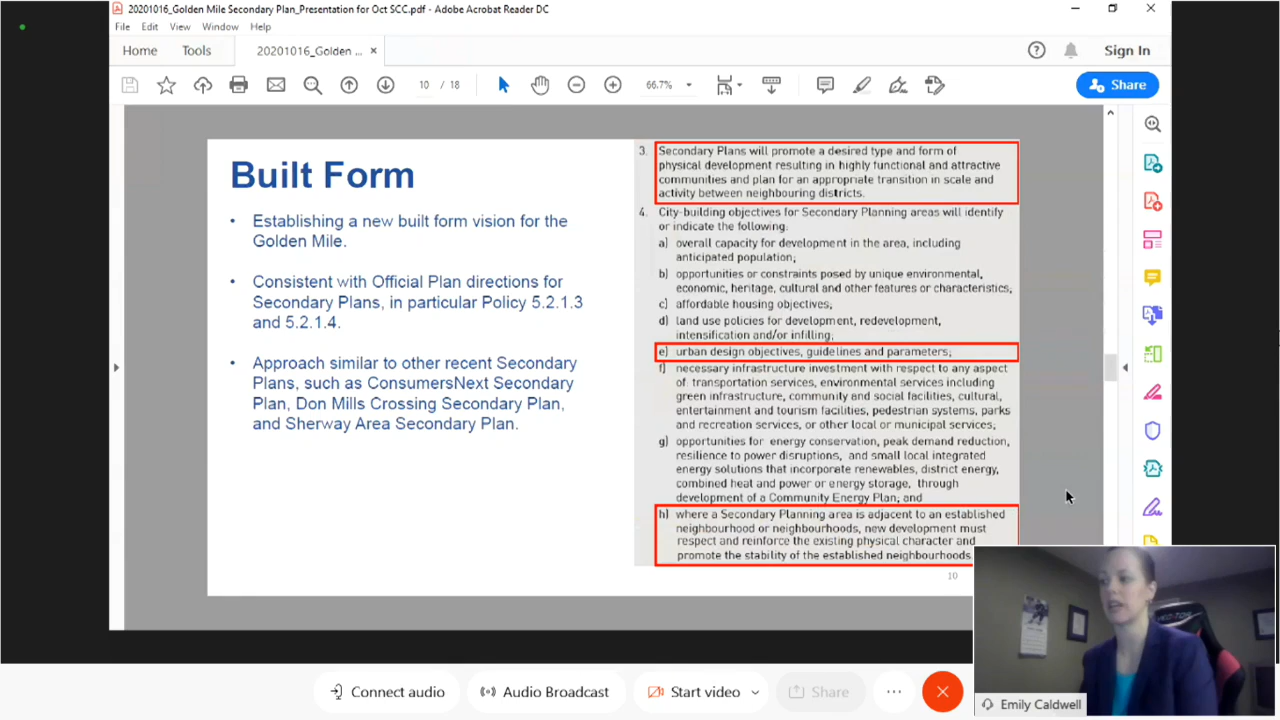 20201016_Golden Mile Secondary Plan_Presentation for Oct SCC.pdf - Adobe Acrobat Reader DC
File Edit View Window Help
Home Tools 20201016_Golden ... × Sign In
10 / 18 66.7% Share
Built Form
• Establishing a new built form vision for the
Golden Mile.
• Consistent with Official Plan directions for
Secondary Plans, in particular Policy 5.2.1.3
and 5.2.1.4.
• Approach similar to other recent Secondary
Plans, such as ConsumersNext Secondary
Plan, Don Mills Crossing Secondary Plan,
and Sherway Area Secondary Plan.
3. Secondary Plans will promote a desired type and form of
physical development resulting in highly functional and attractive
communities and plan for an appropriate transition in scale and
activity between neighbouring districts.
4. City-building objectives for Secondary Planning areas will identify
or indicate the following:
a) overall capacity for development in the area, including
anticipated population;
b) opportunities or constraints posed by unique environmental,
economic, heritage, cultural and other features or characteristics;
c) affordable housing objectives;
d) land use policies for development, redevelopment,
intensification and/or infilling;
e) urban design objectives, guidelines and parameters;
f) necessary infrastructure investment with respect to any aspect
of transportation services, environmental services including
green infrastructure, community and social facilities, cultural,
entertainment and tourism facilities, pedestrian systems, parks
and recreation services, or other local or municipal services;
g) opportunities for energy conservation, peak demand reduction,
resilience to power disruptions, and small local integrated
energy solutions that incorporate renewables, district energy,
combined heat and power or energy storage, through
development of a Community Energy Plan; and
h) where a Secondary Planning area is adjacent to an established
neighbourhood or neighbourhoods, new development must
respect and reinforce the existing physical character and
promote the stability of the established neighbourhoods
10
Connect audio Audio Broadcast Start video Share
Emily Caldwell